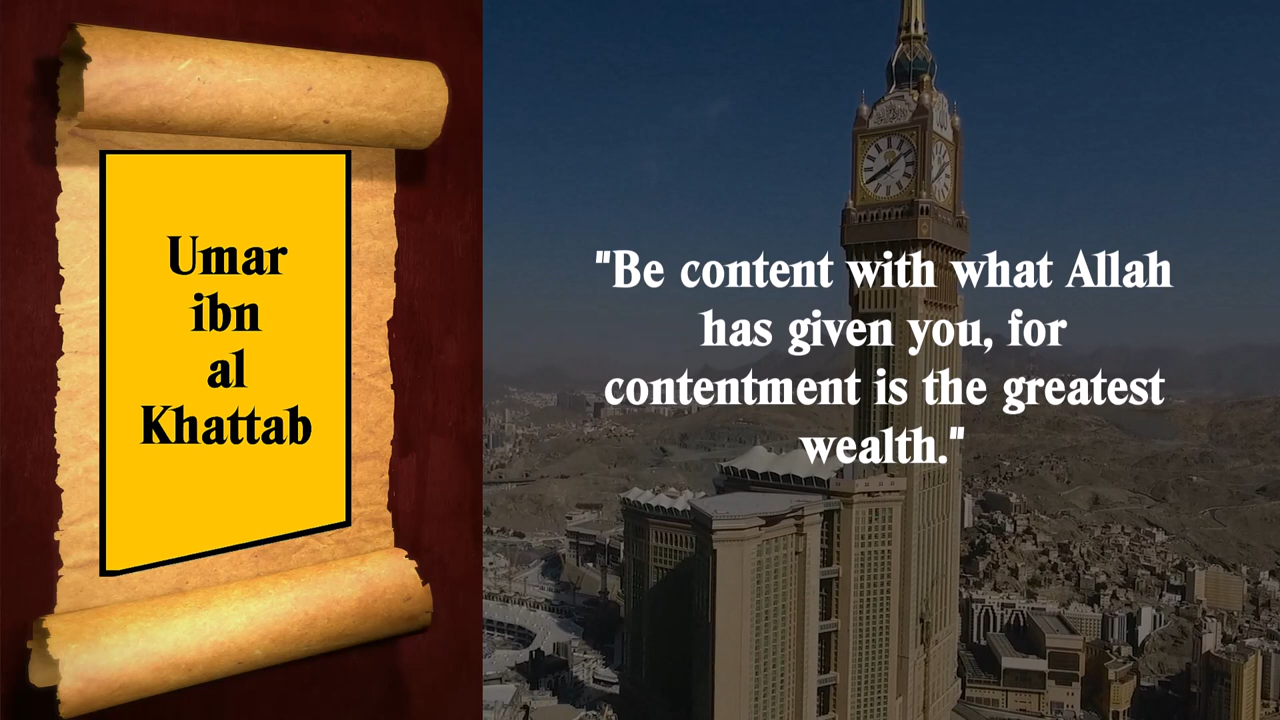 Umar
ibn
al
Khattab
"Be content with what Allah
has given you, for
contentment is the greatest
wealth."